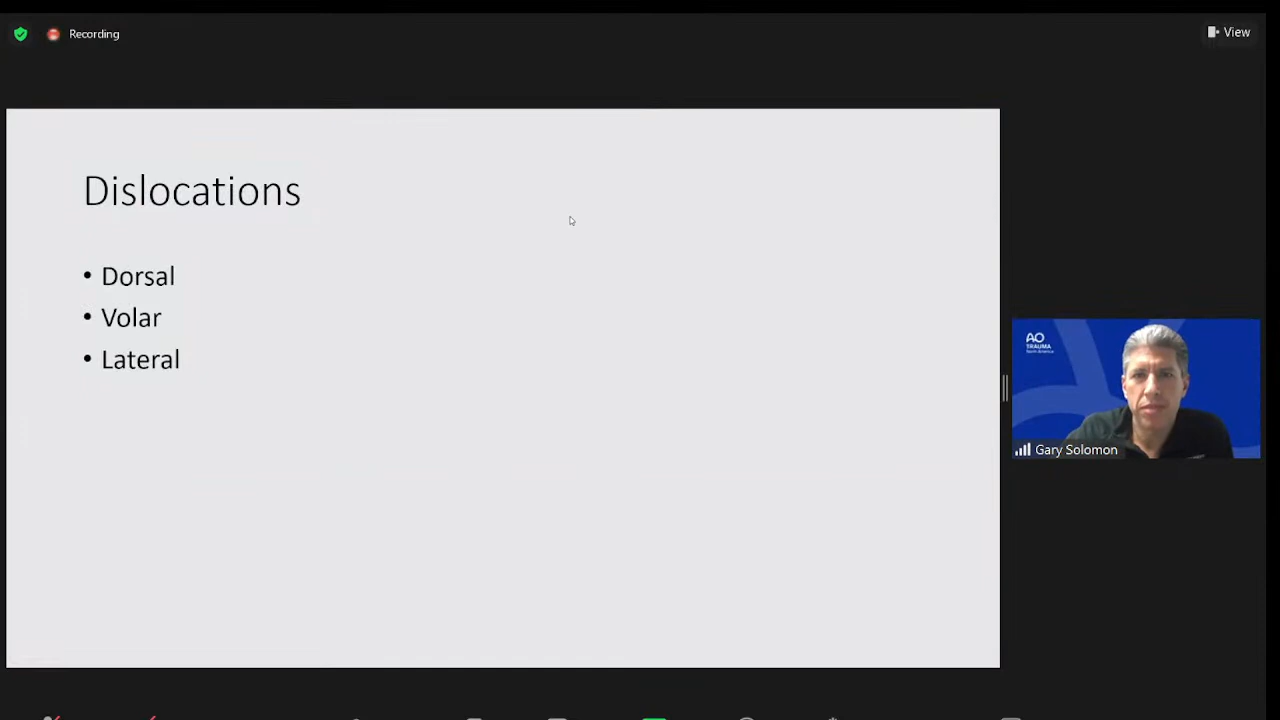 Recording
View
Dislocations
• Dorsal
• Volar
• Lateral
AO
TRAUMA
North America
Gary Solomon